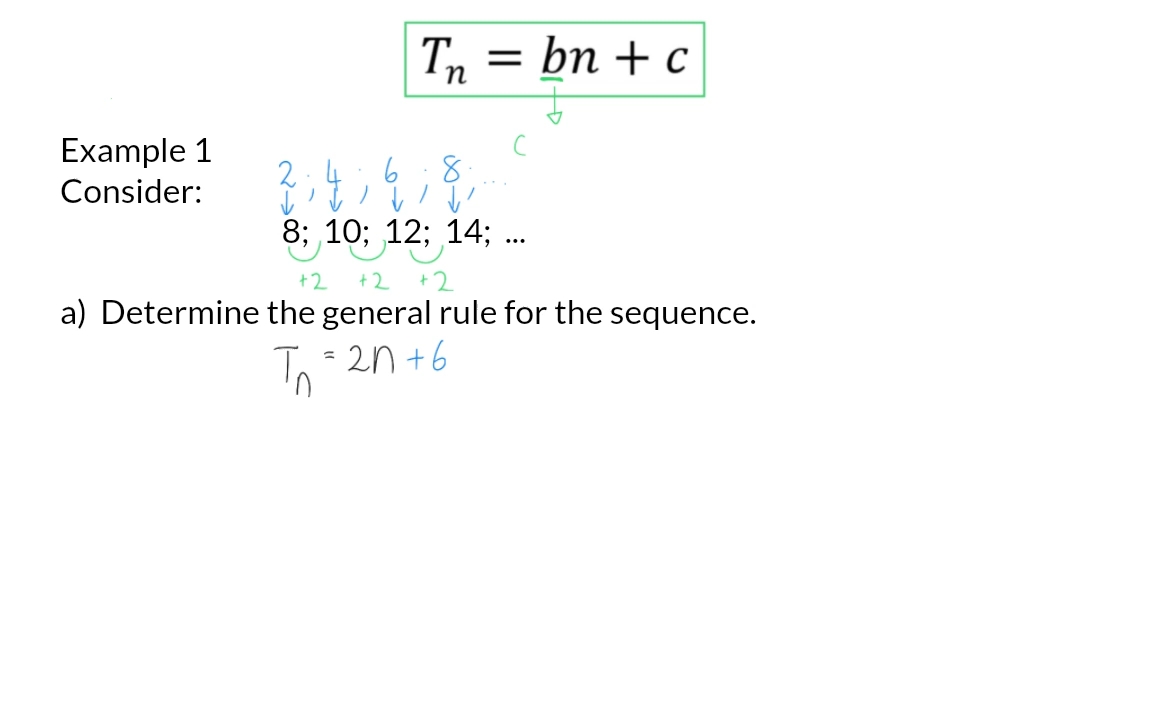 Tn = bn + c
Example 1
c
Consider:
2 ; 4 ; 6 ; 8 ; ...
8; 10; 12; 14; ...
+2 +2 +2
a) Determine the general rule for the sequence.
Tn = 2n + 6